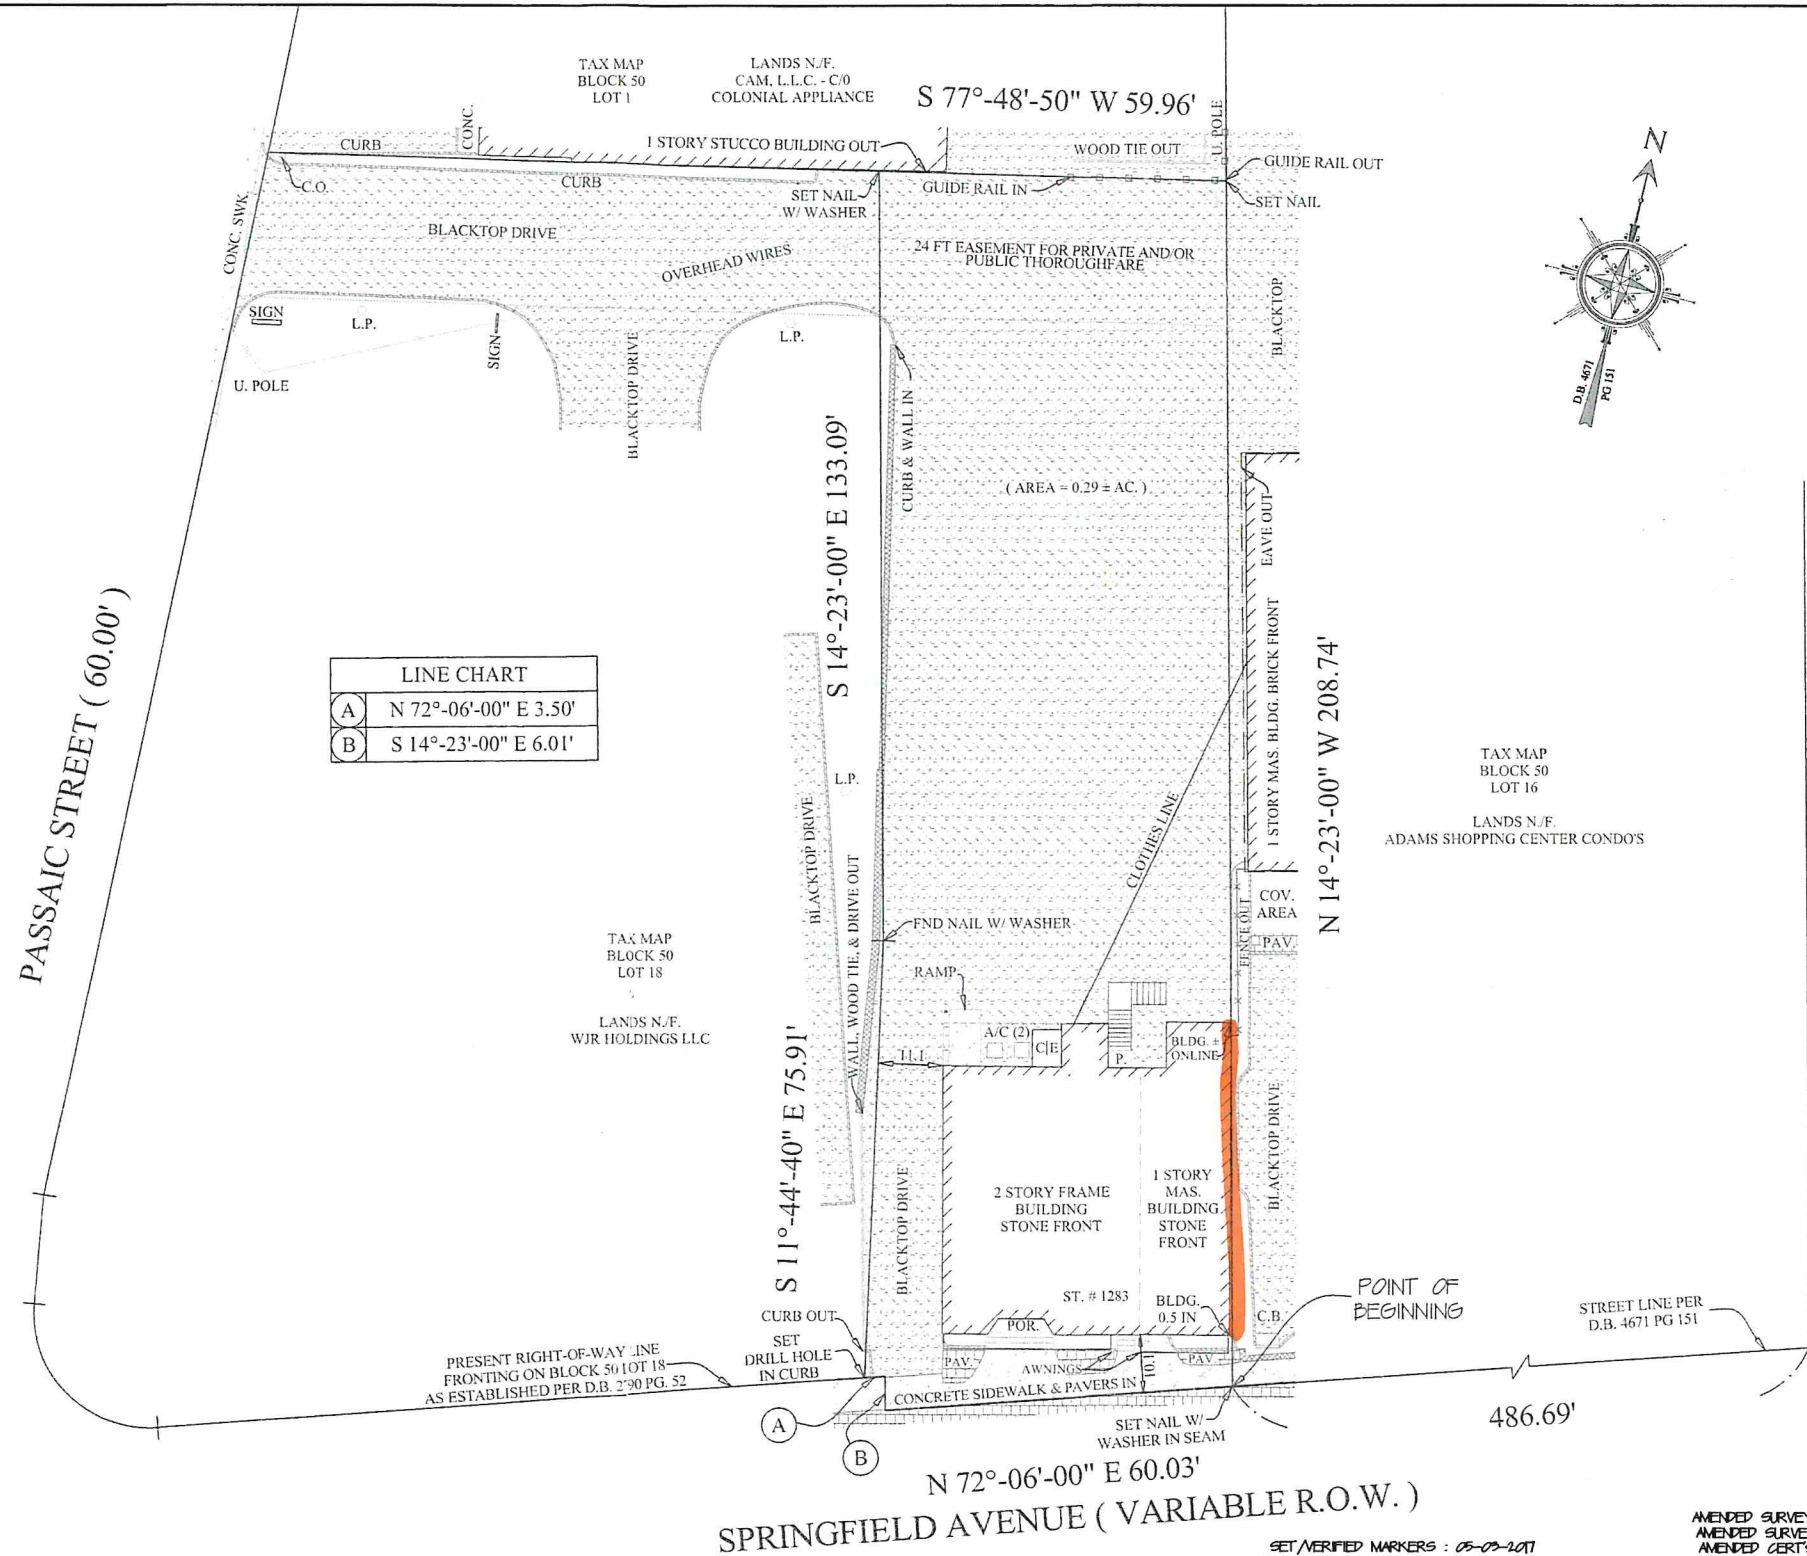 TAX MAP
BLOCK 50
LOT 1
LANDS N./F.
CAM, L.L.C. - C/0
COLONIAL APPLIANCE
S 77°-48'-50" W 59.96'
U. POLE
CONC.
CURB
1 STORY STUCCO BUILDING OUT
WOOD TIE OUT
GUIDE RAIL OUT
N
C.O.
CURB
SET NAIL
W/ WASHER
GUIDE RAIL IN
SET NAIL
CONC. SWK
BLACKTOP DRIVE
OVERHEAD WIRES
24 FT EASEMENT FOR PRIVATE AND/OR
PUBLIC THOROUGHFARE
BLACKTOP
SIGN
L.P.
SIGN
L.P.
U. POLE
BLACKTOP DRIVE
CURB & WALL IN
D.B. 4671
PG 151
S 14°-23'-00" E 133.09'
( AREA = 0.29 ± AC. )
EAVE OUT
PASSAIC STREET ( 60.00' )
LINE CHART
A N 72°-06'-00" E 3.50'
B S 14°-23'-00" E 6.01'
1 STORY MAS. BLDG. BRICK FRONT
N 14°-23'-00" W 208.74'
TAX MAP
BLOCK 50
LOT 16
LANDS N./F.
ADAMS SHOPPING CENTER CONDO'S
L.P.
BLACKTOP DRIVE
WALL, WOOD TIE, & DRIVE OUT
CLOTHES LINE
FND NAIL W/ WASHER
COV.
AREA
FENCE OUT
PAV.
TAX MAP
BLOCK 50
LOT 18
LANDS N./F.
WJR HOLDINGS LLC
RAMP
A/C (2)
C|E
P.
BLDG. ±
ONLINE
11.1
S 11°-44'-40" E 75.91'
BLACKTOP DRIVE
2 STORY FRAME
BUILDING
STONE FRONT
1 STORY
MAS.
BUILDING
STONE
FRONT
BLACKTOP DRIVE
ST. # 1283
BLDG.
0.5 IN
C.B.
POINT OF
BEGINNING
STREET LINE PER
D.B. 4671 PG 151
CURB OUT
SET
DRILL HOLE
IN CURB
POR.
PAV.
AWNINGS
10.1
PAV.
PRESENT RIGHT-OF-WAY LINE
FRONTING ON BLOCK 50 LOT 18
AS ESTABLISHED PER D.B. 2'90 PG. 52
CONCRETE SIDEWALK & PAVERS IN
A
B
SET NAIL W/
WASHER IN SEAM
486.69'
N 72°-06'-00" E 60.03'
SPRINGFIELD AVENUE ( VARIABLE R.O.W. )
SET/VERIFIED MARKERS : 05-03-2017
AMENDED SURVEY
AMENDED SURVE
AMENDED CERT'